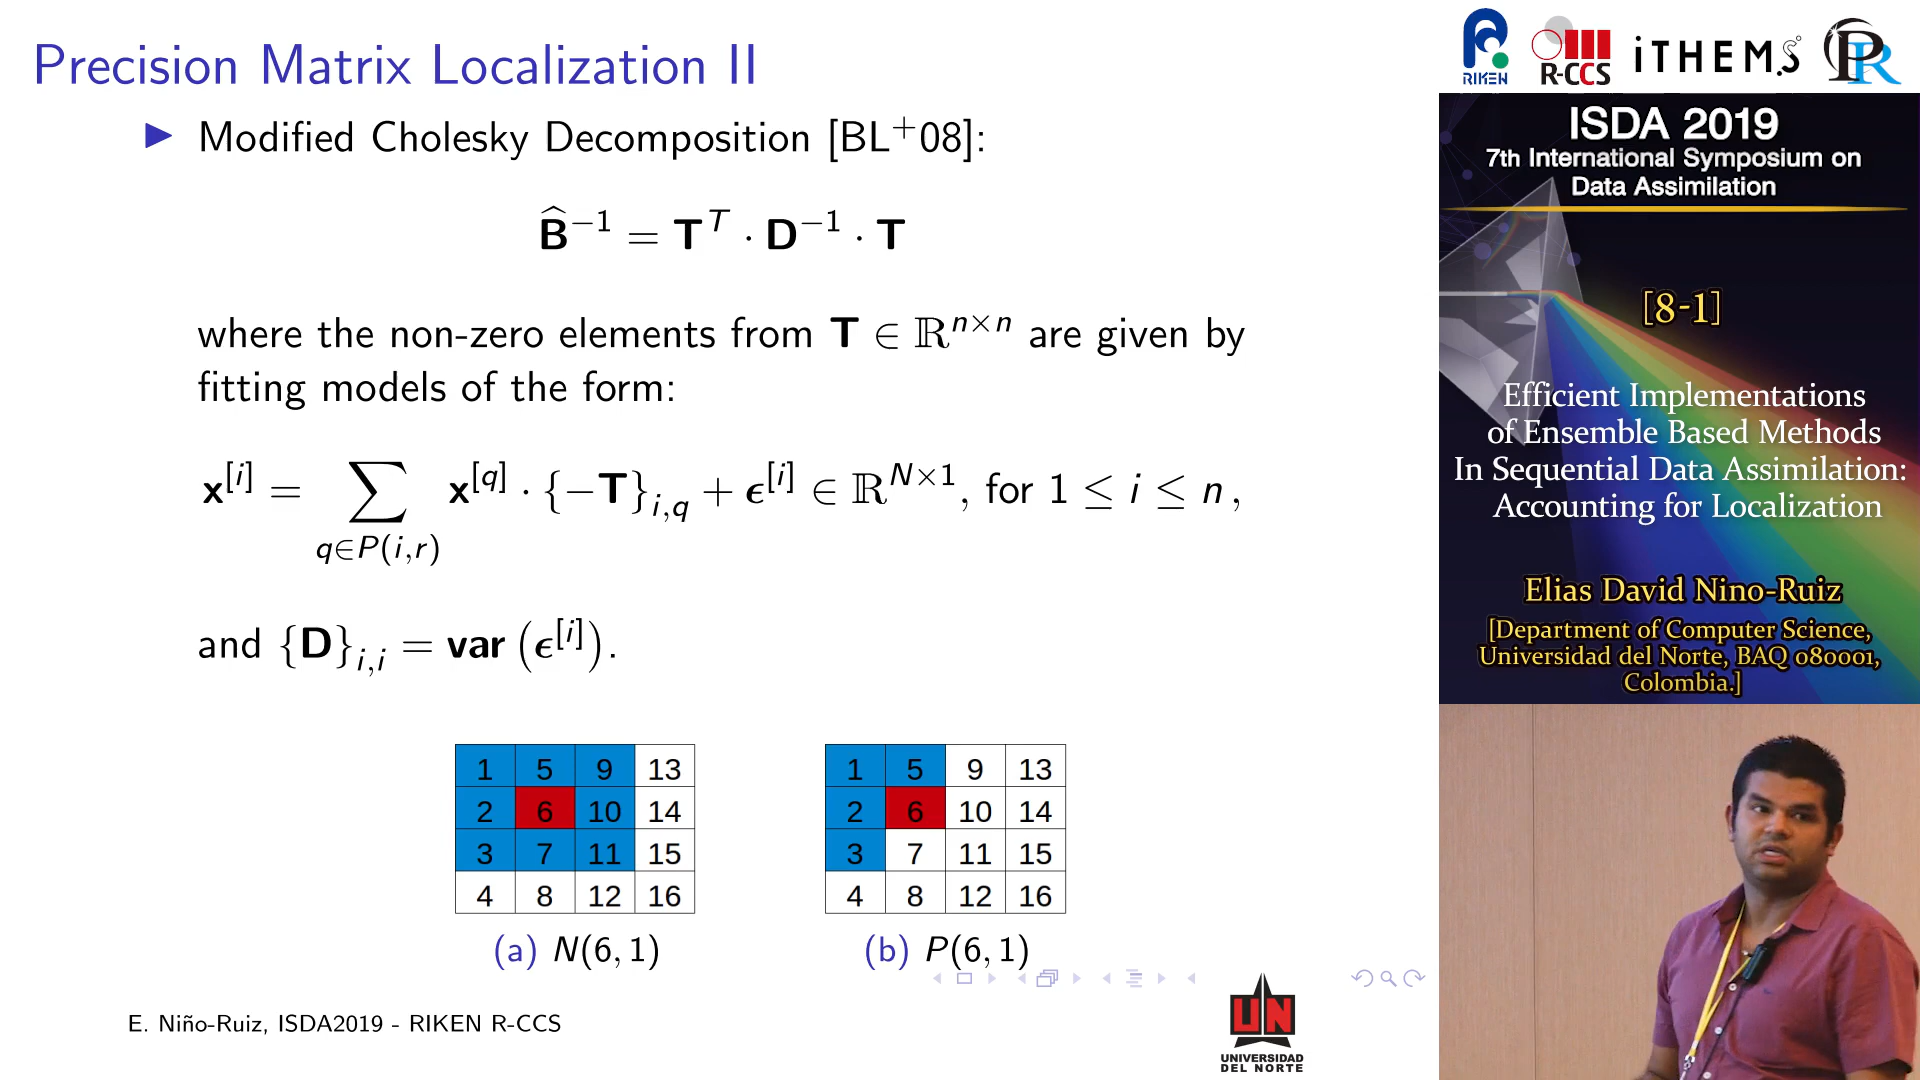 Precision Matrix Localization II
▶ Modified Cholesky Decomposition [BL⁺08]:
B̂⁻¹ = Tᵀ · D⁻¹ · T
where the non-zero elements from T ∈ ℝⁿˣⁿ are given by
fitting models of the form:
x^[i] = ∑_{q∈P(i,r)} x^[q] · {−T}_{i,q} + ϵ^[i] ∈ ℝ^{N×1}, for 1 ≤ i ≤ n,
and {D}_{i,i} = var (ϵ^[i]).
1 5 9 13
2 6 10 14
3 7 11 15
4 8 12 16
(a) N(6, 1)
1 5 9 13
2 6 10 14
3 7 11 15
4 8 12 16
(b) P(6, 1)
E. Niño-Ruiz, ISDA2019 - RIKEN R-CCS
UN
UNIVERSIDAD
DEL NORTE
RIKEN
R-CCS
iTHEMS
PR
ISDA 2019
7th International Symposium on
Data Assimilation
[8-1]
Efficient Implementations
of Ensemble Based Methods
In Sequential Data Assimilation:
Accounting for Localization
Elias David Nino-Ruiz
[Department of Computer Science,
Universidad del Norte, BAQ 080001,
Colombia.]